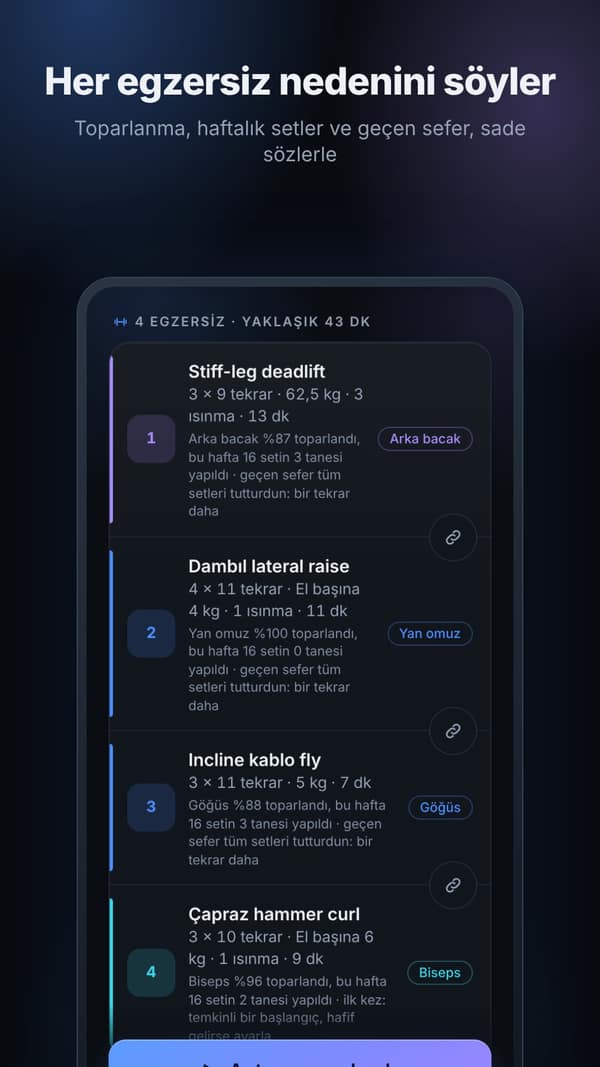 Her egzersiz nedenini söyler
Toparlanma, haftalık setler ve geçen sefer, sade
sözlerle
4 EGZERSİZ · YAKLAŞIK 43 DK
Stiff-leg deadlift
3 × 9 tekrar · 62,5 kg · 3
ısınma · 13 dk
1
Arka bacak
Arka bacak %87 toparlandı,
bu hafta 16 setin 3 tanesi
yapıldı · geçen sefer tüm
setleri tutturdun: bir tekrar
daha
Dambıl lateral raise
4 × 11 tekrar · El başına
4 kg · 1 ısınma · 11 dk
2
Yan omuz
Yan omuz %100 toparlandı,
bu hafta 16 setin 0 tanesi
yapıldı · geçen sefer tüm
setleri tutturdun: bir tekrar
daha
Incline kablo fly
3 × 11 tekrar · 5 kg · 7 dk
3
Göğüs
Göğüs %88 toparlandı, bu hafta
16 setin 3 tanesi yapıldı · geçen
sefer tüm setleri tutturdun: bir
tekrar daha
Çapraz hammer curl
3 × 10 tekrar · El başına 6
kg · 1 ısınma · 9 dk
4
Biseps
Biseps %96 toparlandı, bu hafta
16 setin 2 tanesi yapıldı · ilk kez:
temkinli bir başlangıç, hafif
gelirse ayarla